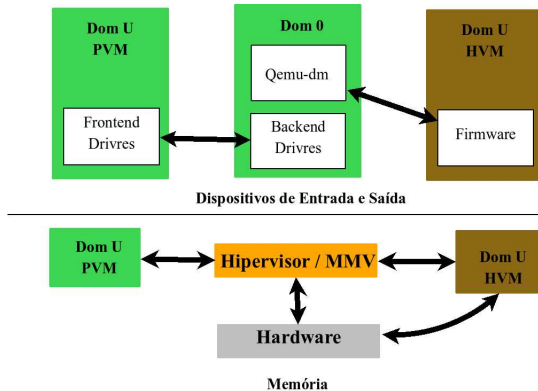 Dom U
PVM
Frontend
Drivres
Dom 0
Qemu-dm
Backend
Drivres
Dom U
HVM
Firmware
Dispositivos de Entrada e Saída
Dom U
PVM
Hipervisor / MMV
Dom U
HVM
Hardware
Memória